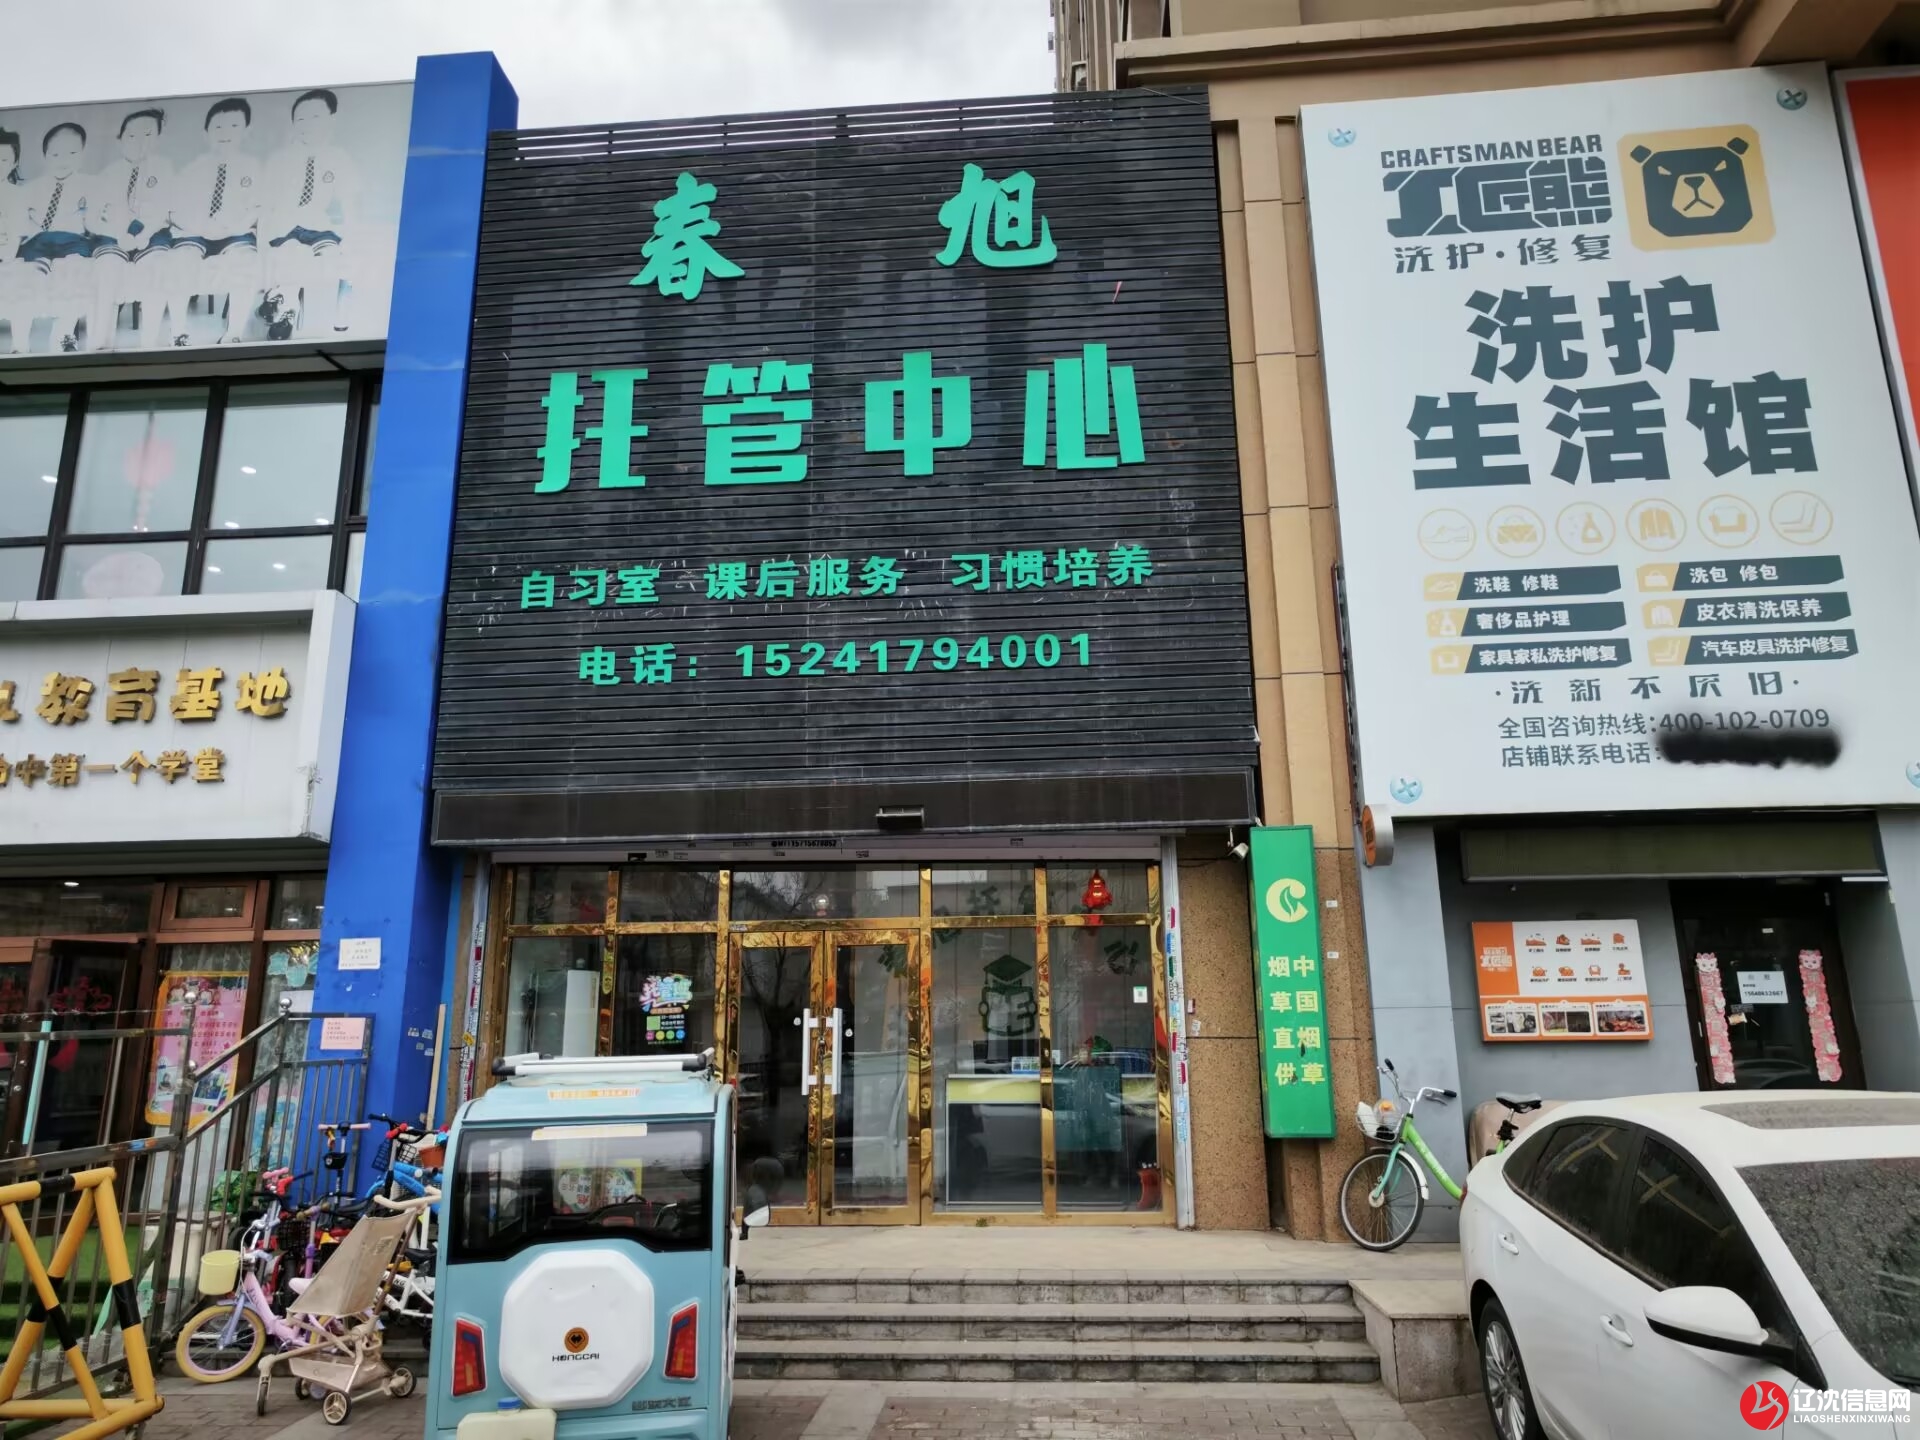 春旭
托管中心
自习室 课后服务 习惯培养
电话：15241794001
教育基地
中第一个学堂
CRAFTSMAN BEAR
工匠熊
洗护·修复
洗护
生活馆
洗鞋 修鞋
洗包 修包
奢侈品护理
皮衣清洗保养
家具家私洗护修复
汽车皮具洗护修复
·洗新不厌旧·
全国咨询热线：400-102-0709
店铺联系电话：
中国烟草
烟草直供
HONGCAI
辽沈信息网
LIAOSHENXINXIWANG